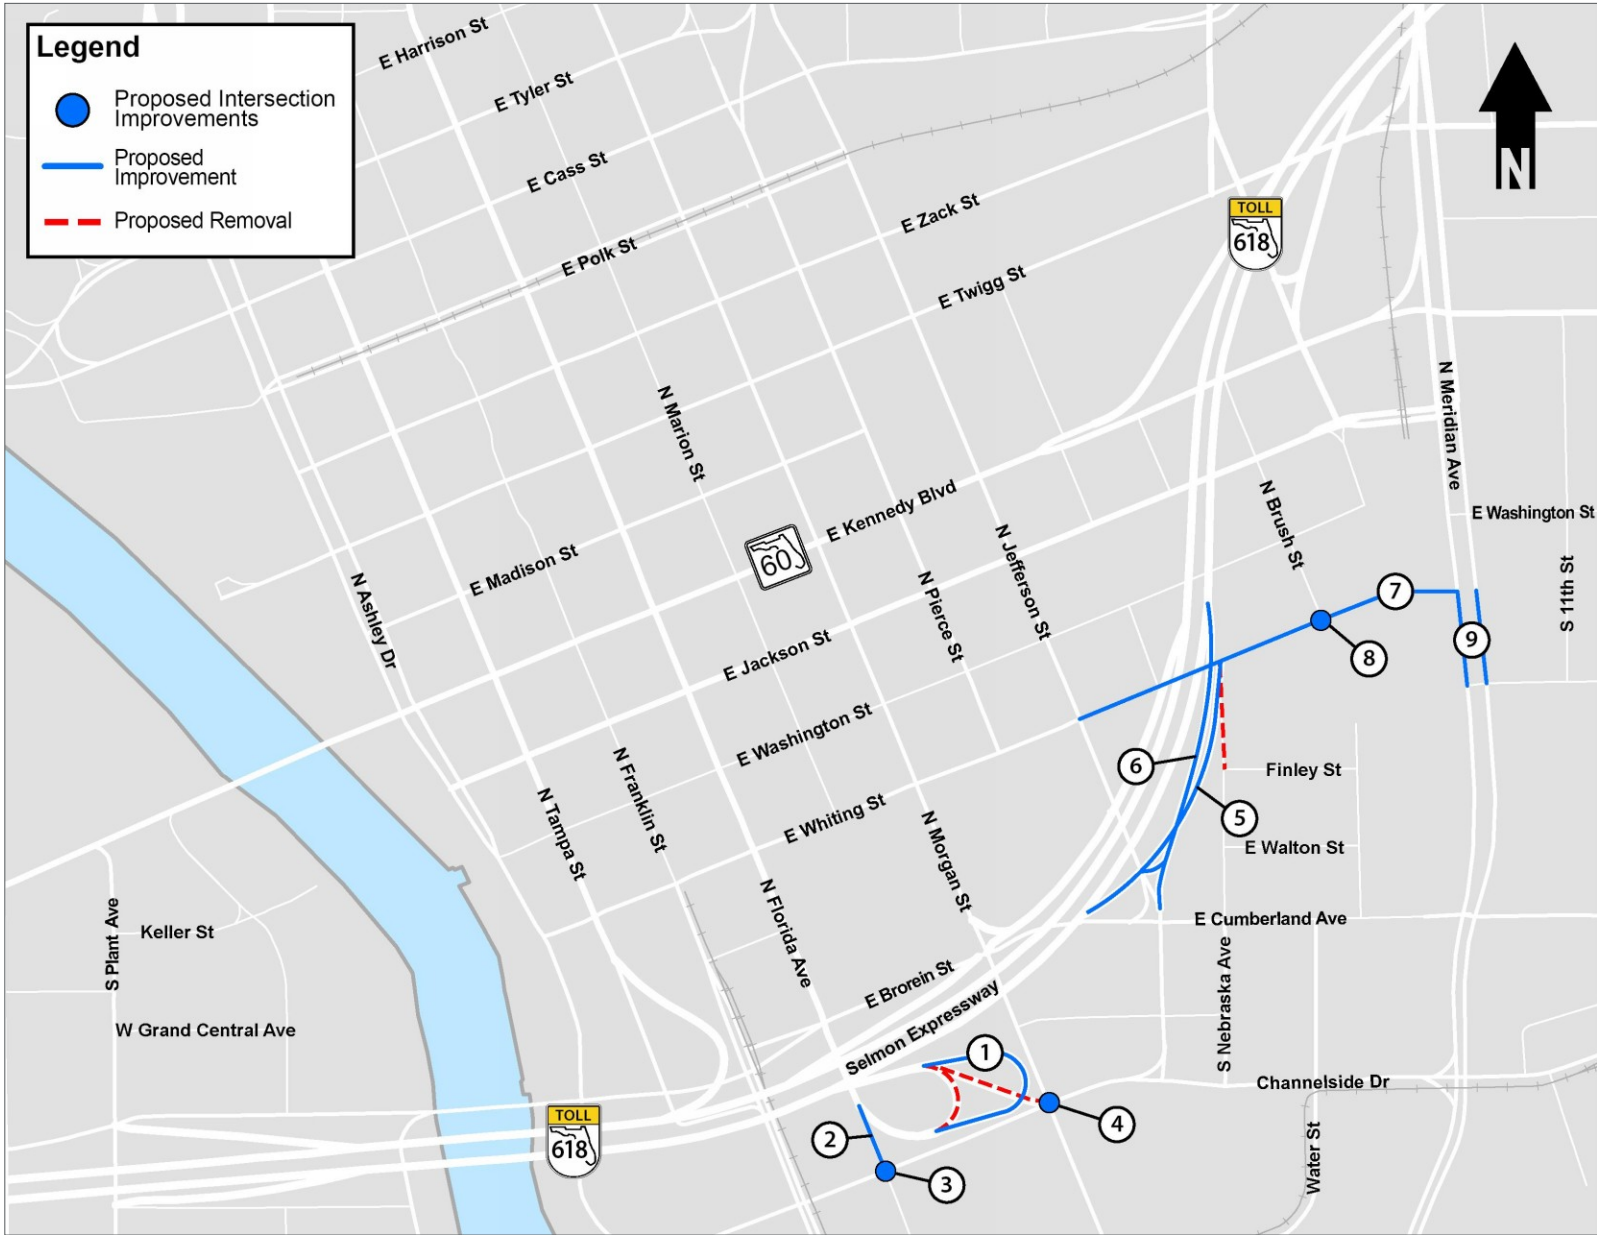 Legend
Proposed Intersection
Improvements
Proposed
Improvement
Proposed Removal
E Harrison St
E Tyler St
E Cass St
E Polk St
E Zack St
E Twigg St
TOLL
618
N
N Marion St
E Kennedy Blvd
60
E Madison St
N Ashley Dr
E Jackson St
N Pierce St
N Jefferson St
N Brush St
N Meridian Ave
E Washington St
S 11th St
7
8
9
E Washington St
N Franklin St
N Tampa St
E Whiting St
N Morgan St
N Florida Ave
6
5
Finley St
E Walton St
E Cumberland Ave
S Plant Ave
Keller St
W Grand Central Ave
E Brorein St
Selmon Expressway
S Nebraska Ave
Channelside Dr
Water St
1
4
2
3
TOLL
618